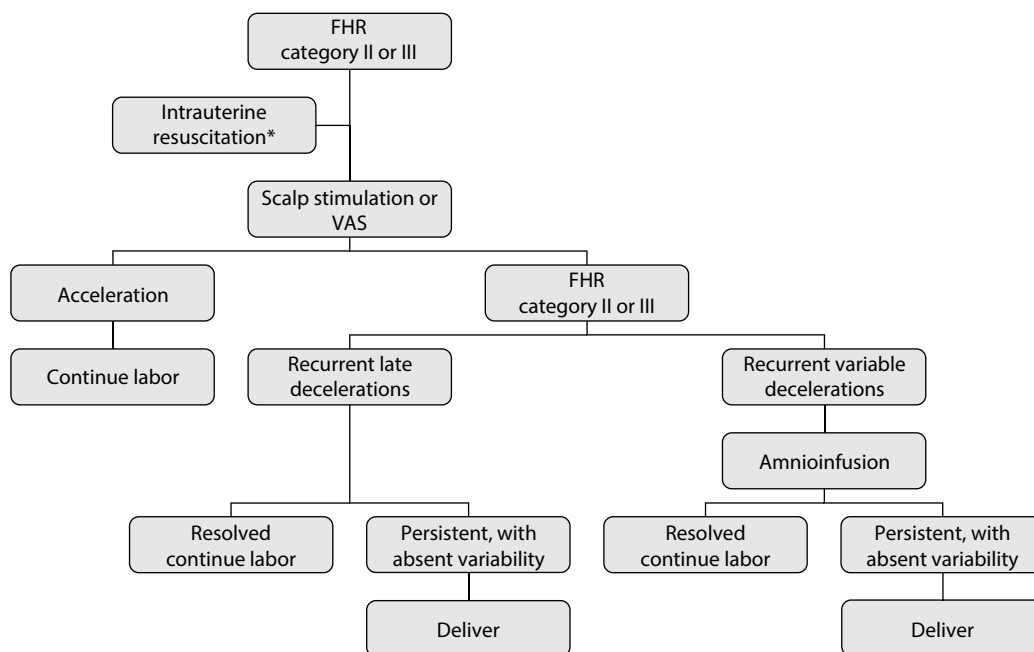 FHR
category II or III
Intrauterine
resuscitation*
Scalp stimulation or
VAS
Acceleration
FHR
category II or III
Continue labor
Recurrent late
decelerations
Recurrent variable
decelerations
Amnioinfusion
Resolved
continue labor
Persistent, with
absent variability
Resolved
continue labor
Persistent, with
absent variability
Deliver
Deliver